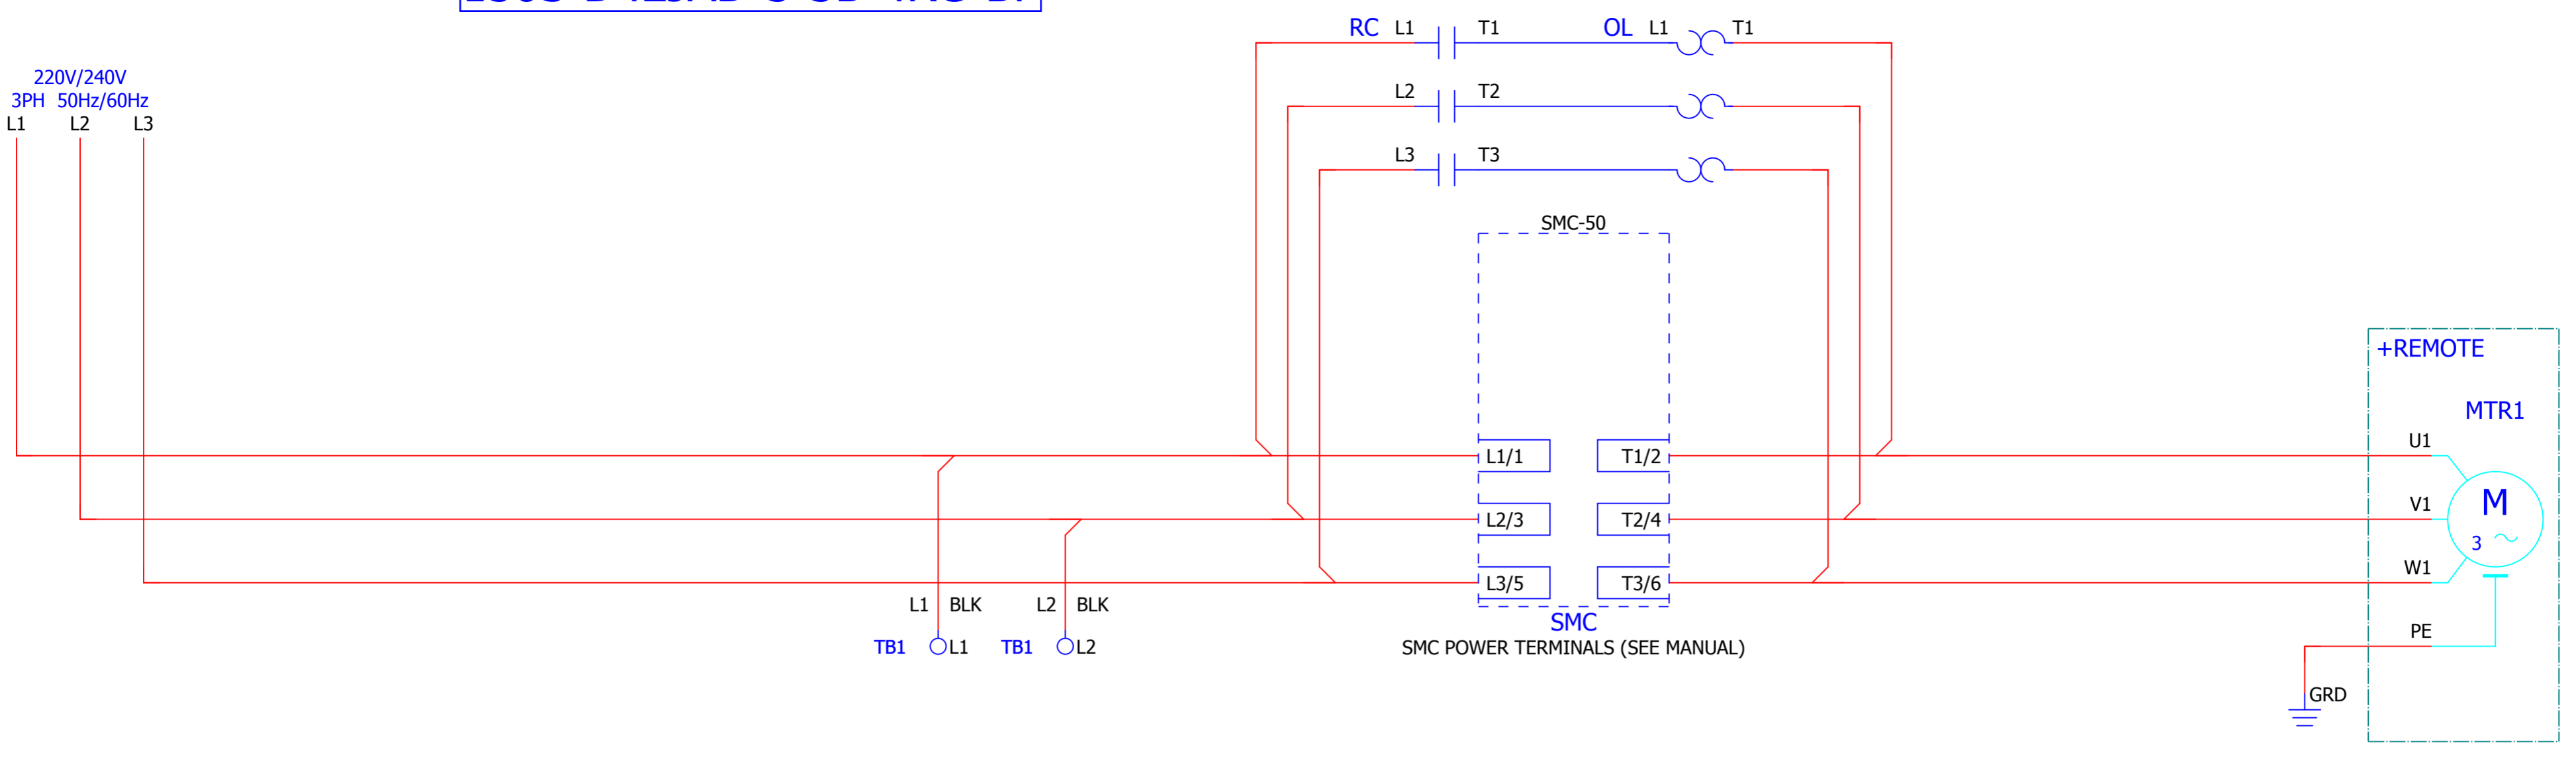 RC L1 T1 OL L1 T1
220V/240V
3PH 50Hz/60Hz
L1 L2 L3
L2 T2
L3 T3
SMC-50
+REMOTE
MTR1
U1
L1/1 T1/2
V1
M
3
L2/3 T2/4
W1
L3/5 T3/6
L1 BLK L2 BLK
SMC
PE
TB1 L1 TB1 L2
SMC POWER TERMINALS (SEE MANUAL)
GRD